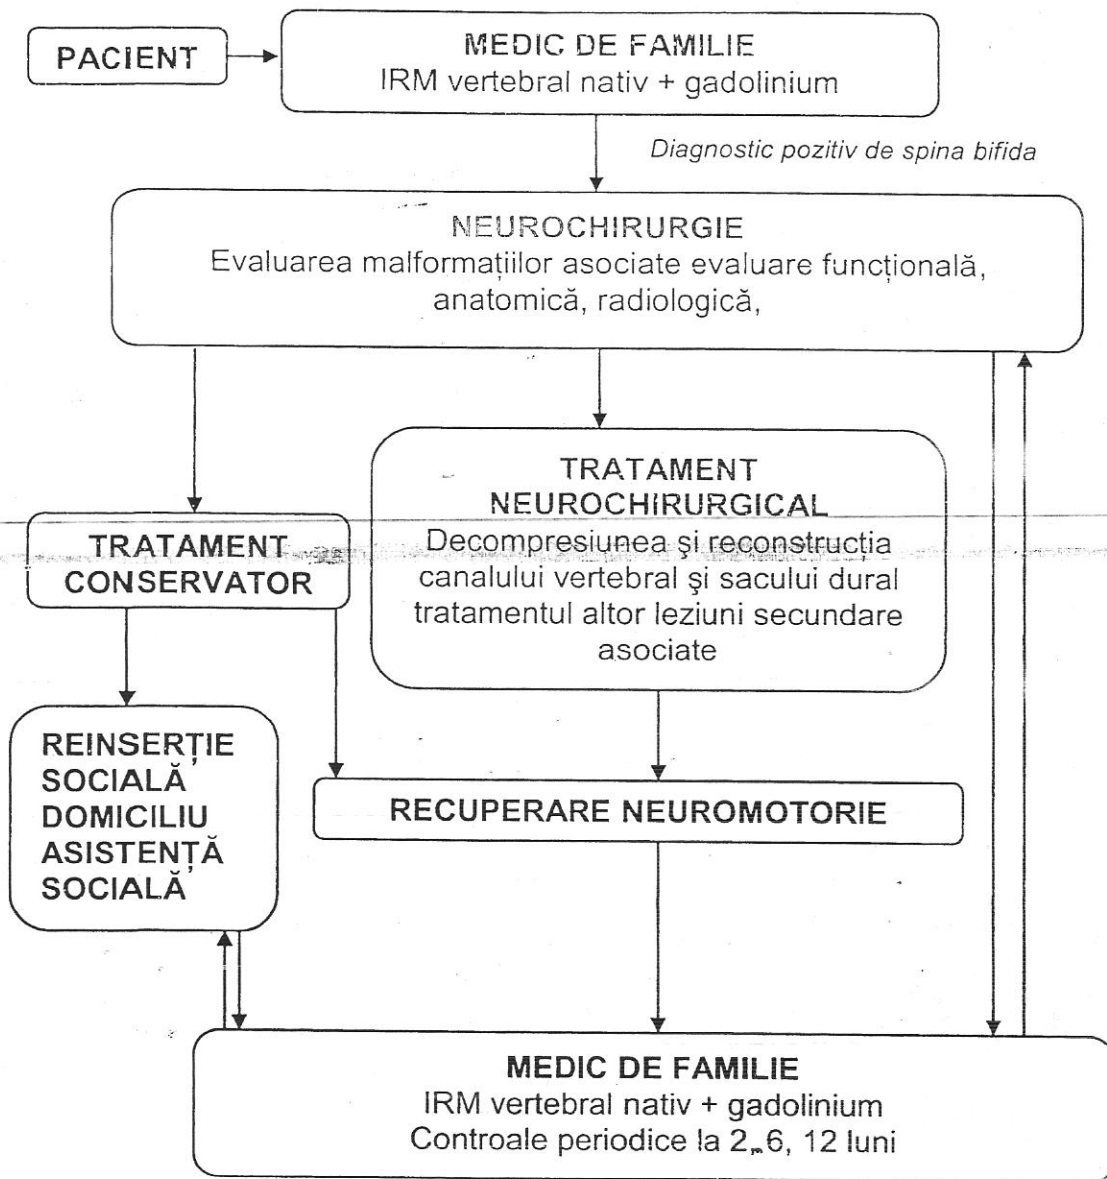 PACIENT
MEDIC DE FAMILIE
IRM vertebral nativ + gadolinium
Diagnostic pozitiv de spina bifida
NEUROCHIRURGIE
Evaluarea malformațiilor asociate evaluare funcțională,
anatomică, radiologică,
TRATAMENT
NEUROCHIRURGICAL
Decompresiunea şi reconstrucția
canalului vertebral şi sacului dural
tratamentul altor leziuni secundare
asociate
TRATAMENT
CONSERVATOR
REINSERȚIE
SOCIALĂ
DOMICILIU
ASISTENȚĂ
SOCIALĂ
RECUPERARE NEUROMOTORIE
MEDIC DE FAMILIE
IRM vertebral nativ + gadolinium
Controale periodice la 2, 6, 12 luni